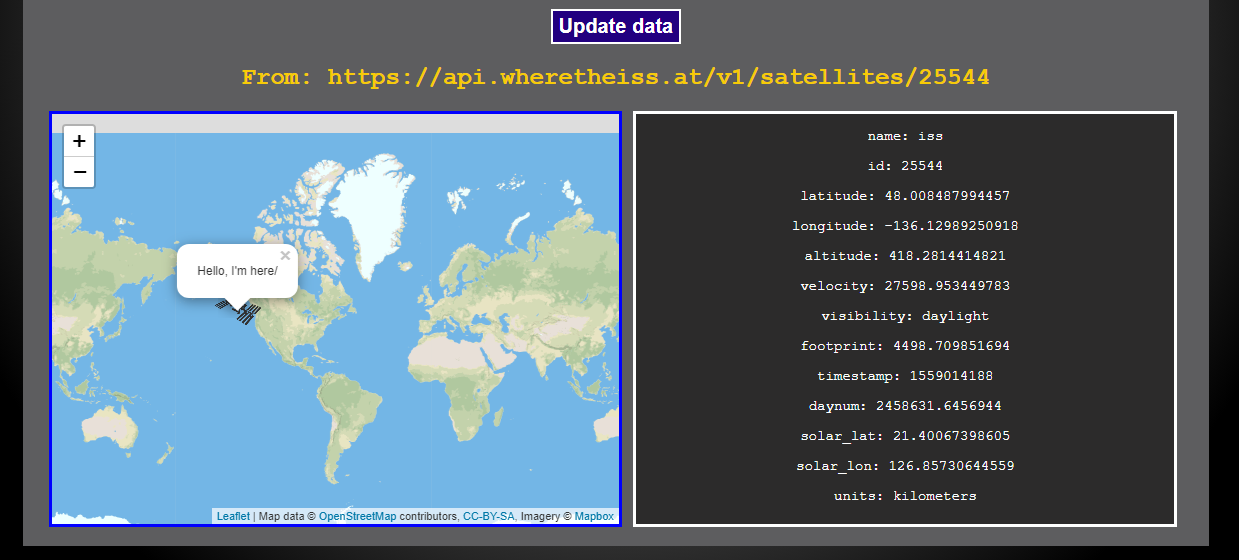 Update data
From: https://api.wheretheiss.at/v1/satellites/25544
+
−
Hello, I'm here/
×
Leaflet | Map data © OpenStreetMap contributors, CC-BY-SA, Imagery © Mapbox
name: iss
id: 25544
latitude: 48.008487994457
longitude: -136.12989250918
altitude: 418.2814414821
velocity: 27598.953449783
visibility: daylight
footprint: 4498.709851694
timestamp: 1559014188
daynum: 2458631.6456944
solar_lat: 21.40067398605
solar_lon: 126.85730644559
units: kilometers